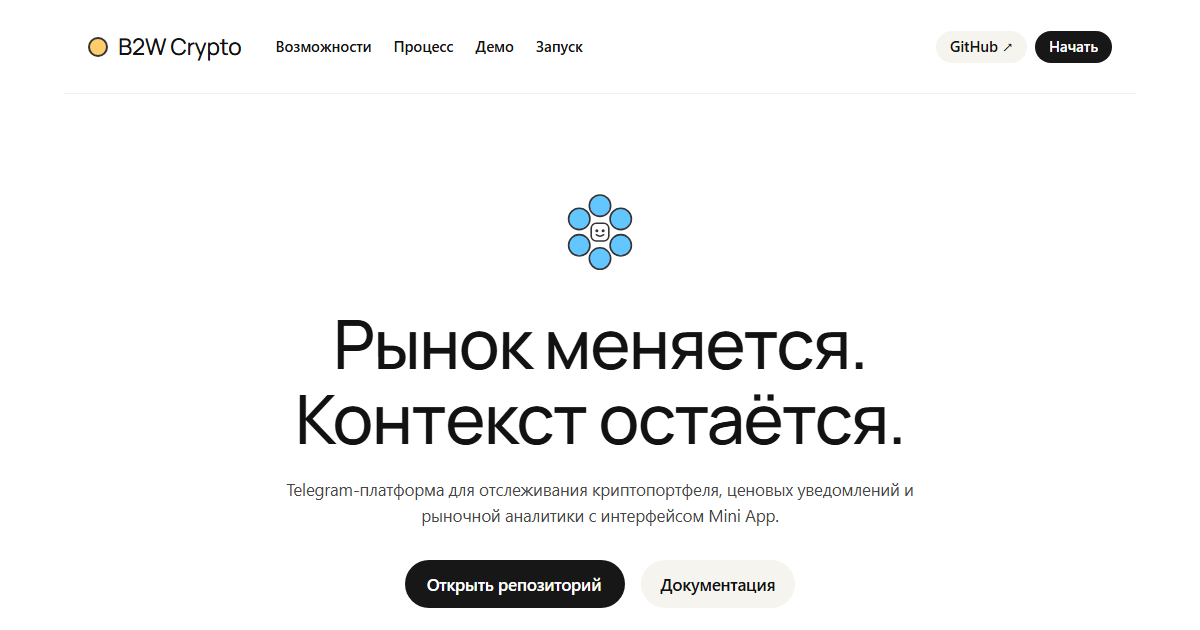 B2W Crypto
Возможности
Процесс
Демо
Запуск
GitHub ↗
Начать
Рынок меняется.
Контекст остаётся.
Telegram-платформа для отслеживания криптопортфеля, ценовых уведомлений и
рыночной аналитики с интерфейсом Mini App.
Открыть репозиторий
Документация